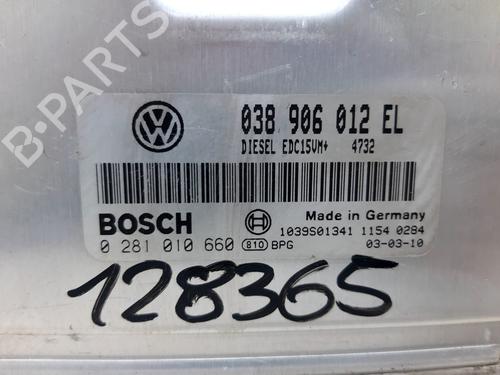 038 906 012 EL
DIESEL EDC15VM+ 4732
BOSCH
Made in Germany
1039S01341 1154 0284
0 281 010 660 810 BPG
03-03-10
128365
B-PARTS